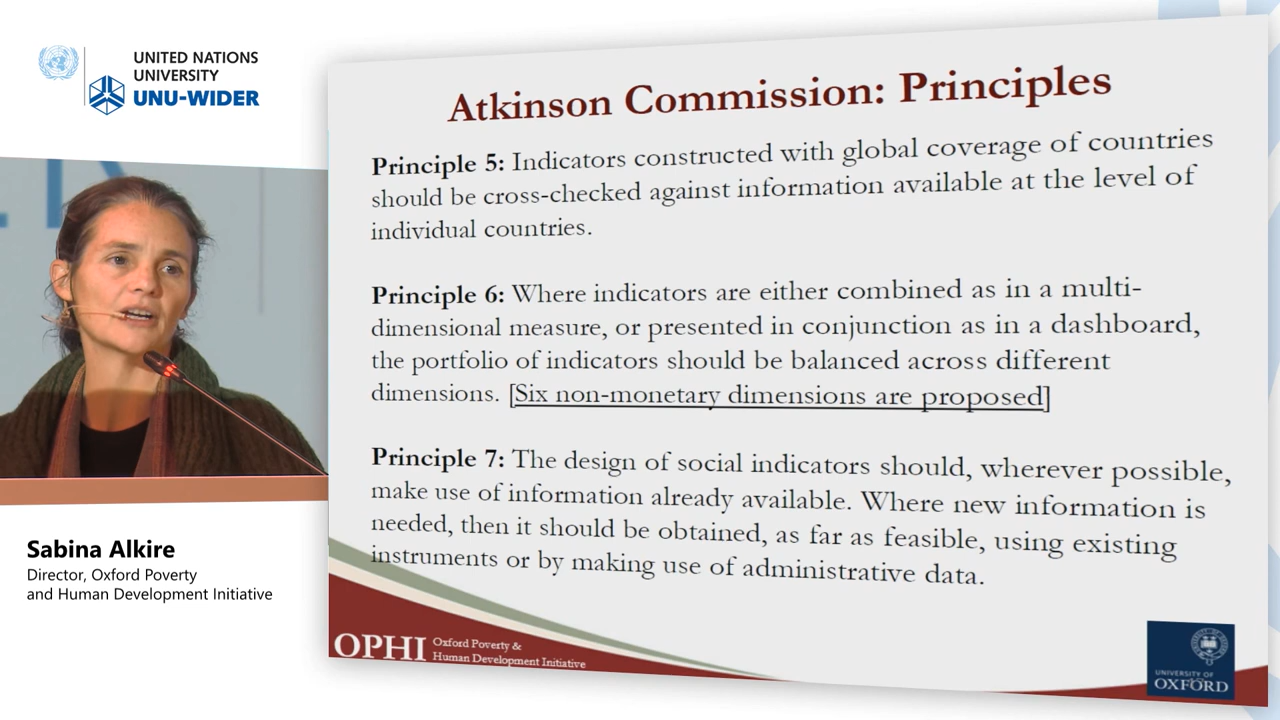 UNITED NATIONS
UNIVERSITY
UNU-WIDER
Sabina Alkire
Director, Oxford Poverty
and Human Development Initiative
Atkinson Commission: Principles
Principle 5: Indicators constructed with global coverage of countries
should be cross-checked against information available at the level of
individual countries.
Principle 6: Where indicators are either combined as in a multi-
dimensional measure, or presented in conjunction as in a dashboard,
the portfolio of indicators should be balanced across different
dimensions. [Six non-monetary dimensions are proposed]
Principle 7: The design of social indicators should, wherever possible,
make use of information already available. Where new information is
needed, then it should be obtained, as far as feasible, using existing
instruments or by making use of administrative data.
OPHI
Oxford Poverty &
Human Development Initiative
UNIVERSITY OF
OXFORD